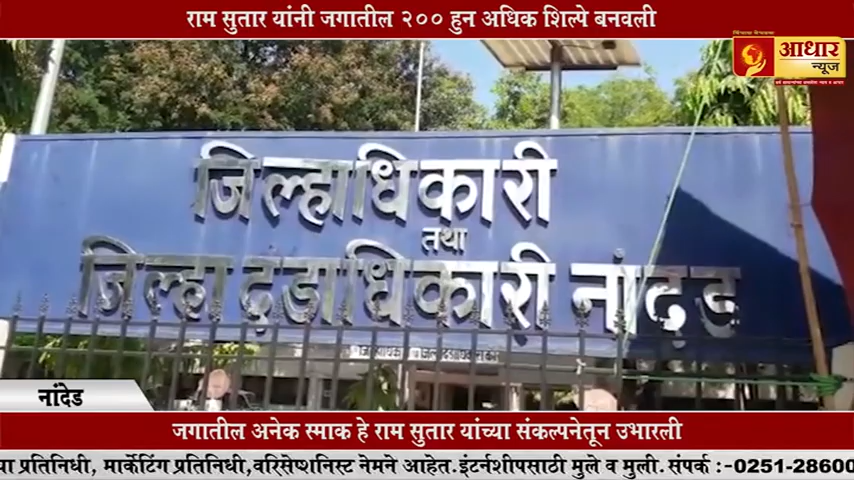 राम सुतार यांनी जगातील २०० हुन अधिक शिल्पे बनवली
आधार
न्यूज
जिल्हाधिकारी
तथा
जिल्हा दंडाधिकारी नांदेड
नांदेड
जगातील अनेक स्माक हे राम सुतार यांच्या संकल्पनेतून उभारली
या प्रतिनिधी, मार्केटिंग प्रतिनिधी,वरिसेप्शनिस्ट नेमने आहेत.इंटर्नशीपसाठी मुले व मुली. संपर्क :-0251-28600